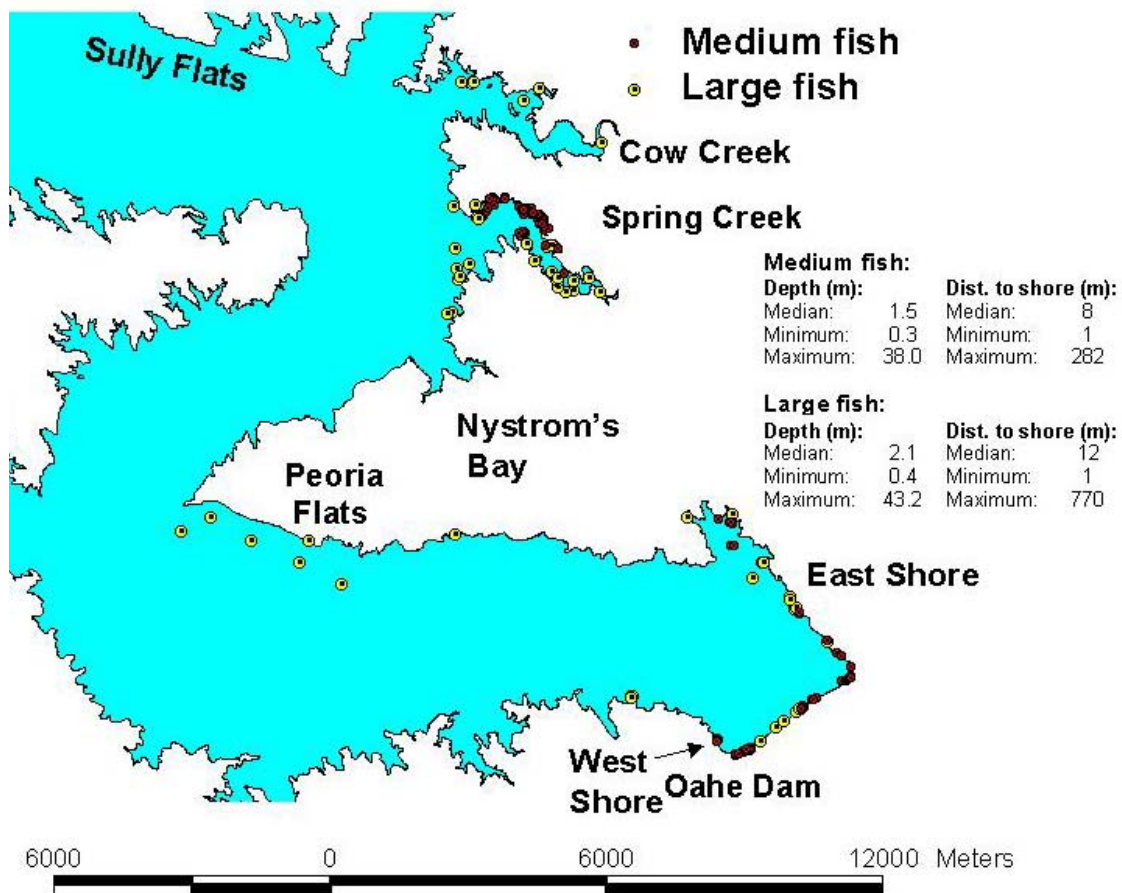 Sully Flats
Medium fish
Large fish
Cow Creek
Spring Creek
Medium fish:
Depth (m): Dist. to shore (m):
Median: 1.5 Median: 8
Minimum: 0.3 Minimum: 1
Maximum: 38.0 Maximum: 282
Large fish:
Depth (m): Dist. to shore (m):
Median: 2.1 Median: 12
Minimum: 0.4 Minimum: 1
Maximum: 43.2 Maximum: 770
Nystrom's
Bay
Peoria
Flats
East Shore
West
Shore
Oahe Dam
6000 0 6000 12000 Meters